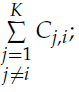 K
∑ C_{j,i};
j=1
j≠i